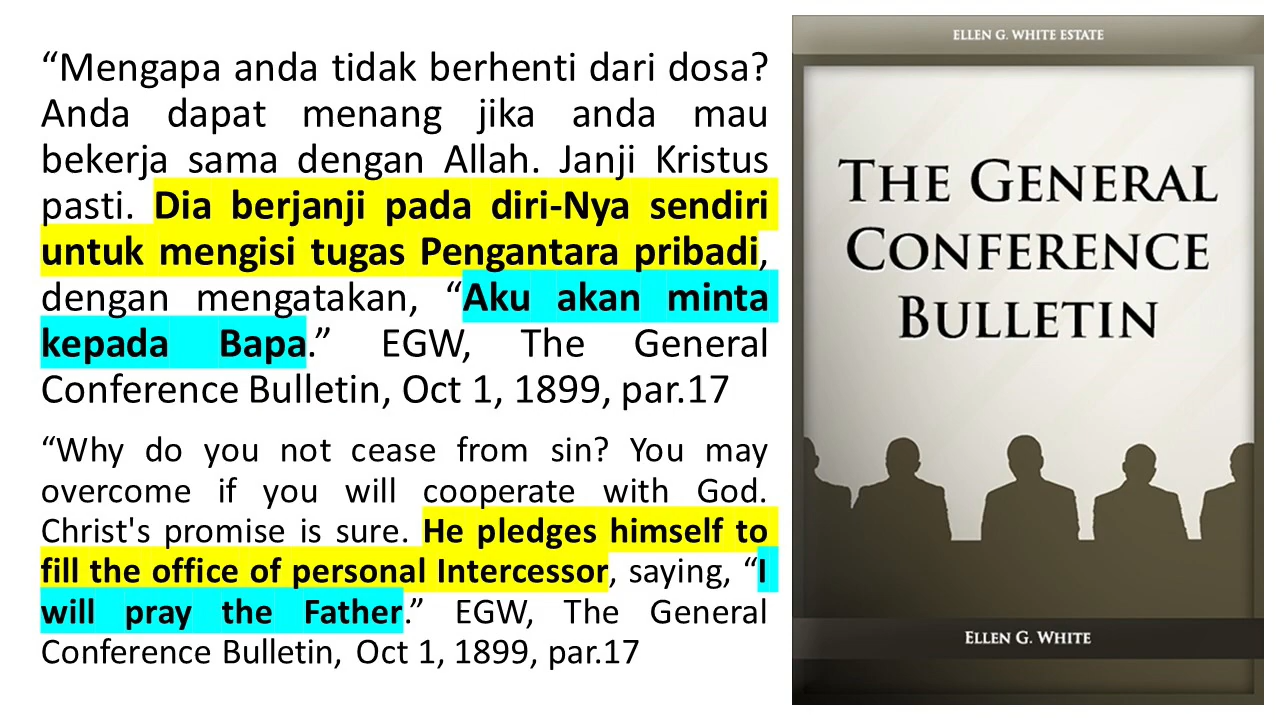 “Mengapa anda tidak berhenti dari dosa?
Anda dapat menang jika anda mau
bekerja sama dengan Allah. Janji Kristus
pasti. Dia berjanji pada diri-Nya sendiri
untuk mengisi tugas Pengantara pribadi,
dengan mengatakan, “Aku akan minta
kepada Bapa.” EGW, The General
Conference Bulletin, Oct 1, 1899, par.17
“Why do you not cease from sin? You may
overcome if you will cooperate with God.
Christ's promise is sure. He pledges himself to
fill the office of personal Intercessor, saying, “I
will pray the Father.” EGW, The General
Conference Bulletin, Oct 1, 1899, par.17
ELLEN G. WHITE ESTATE
THE GENERAL
CONFERENCE
BULLETIN
ELLEN G. WHITE